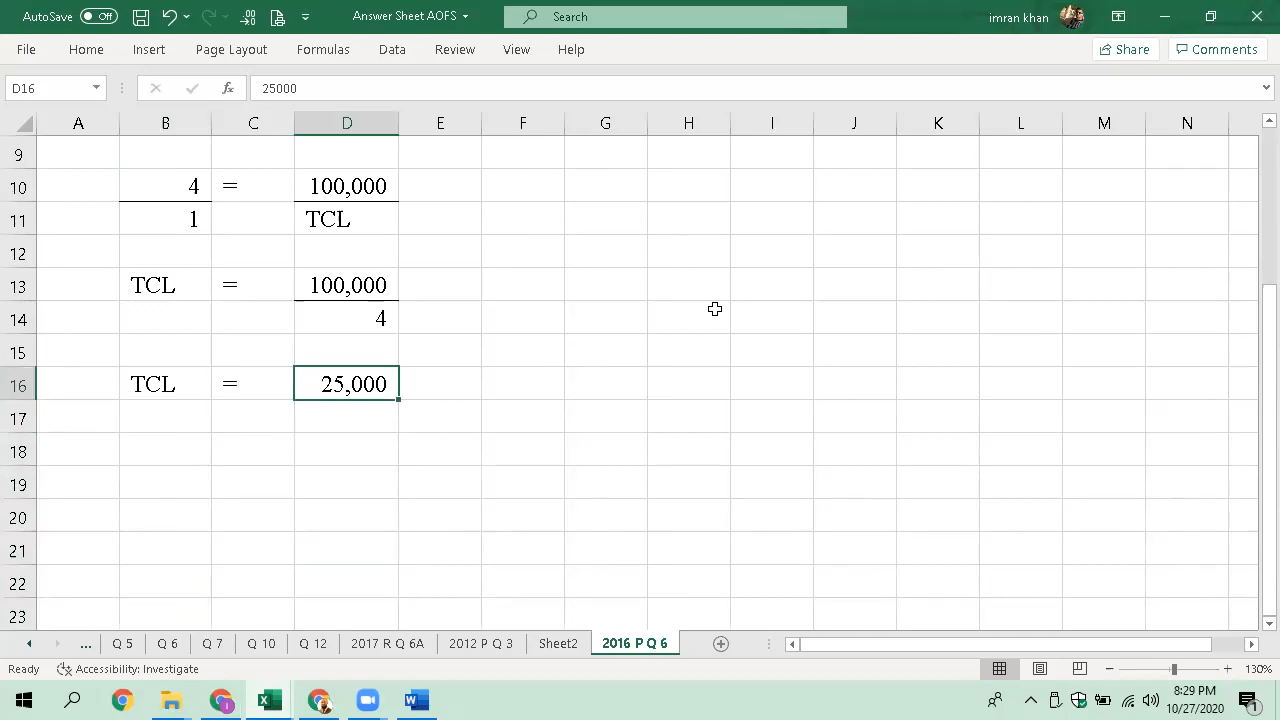 AutoSave Off Answer Sheet AOFS Search imran khan
File Home Insert Page Layout Formulas Data Review View Help Share Comments
D16 fx 25000
A B C D E F G H I J K L M N
9
10 4 = 100,000
11 1 TCL
12
13 TCL = 100,000
14 4
15
16 TCL = 25,000
17
18
19
20
21
22
23
... Q 5 Q 6 Q 7 Q 10 Q 12 2017 R Q 6A 2012 P Q 3 Sheet2 2016 P Q 6
Ready Accessibility: Investigate 130%
8:29 PM
10/27/2020
1